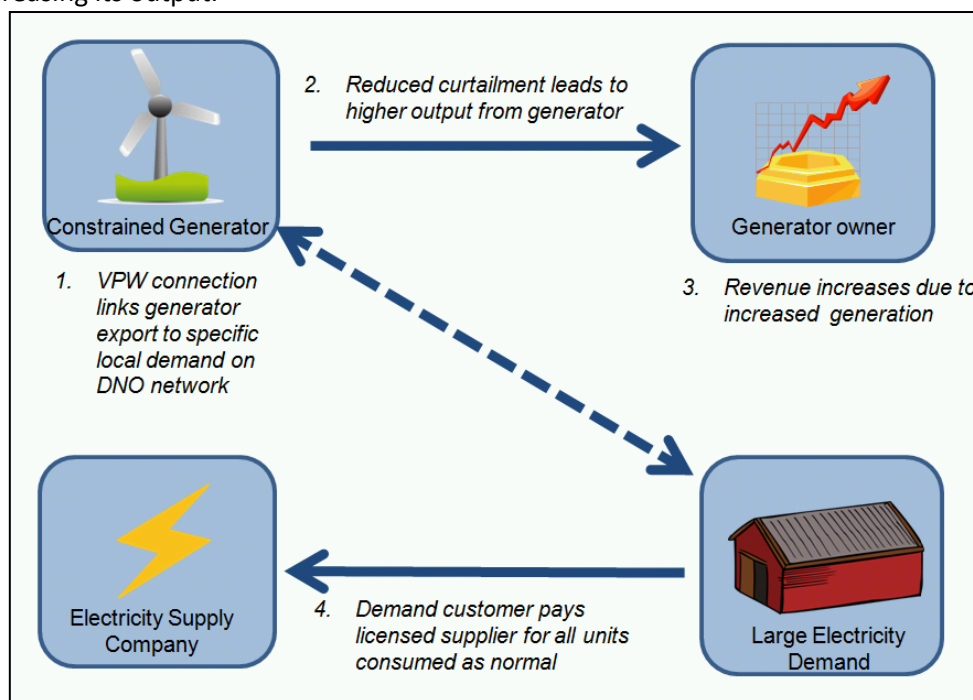 2. Reduced curtailment leads to
higher output from generator
Constrained Generator
Generator owner
1. VPW connection
links generator
export to specific
local demand on
DNO network
3. Revenue increases due to
increased generation
Electricity Supply
Company
4. Demand customer pays
licensed supplier for all units
consumed as normal
Large Electricity
Demand